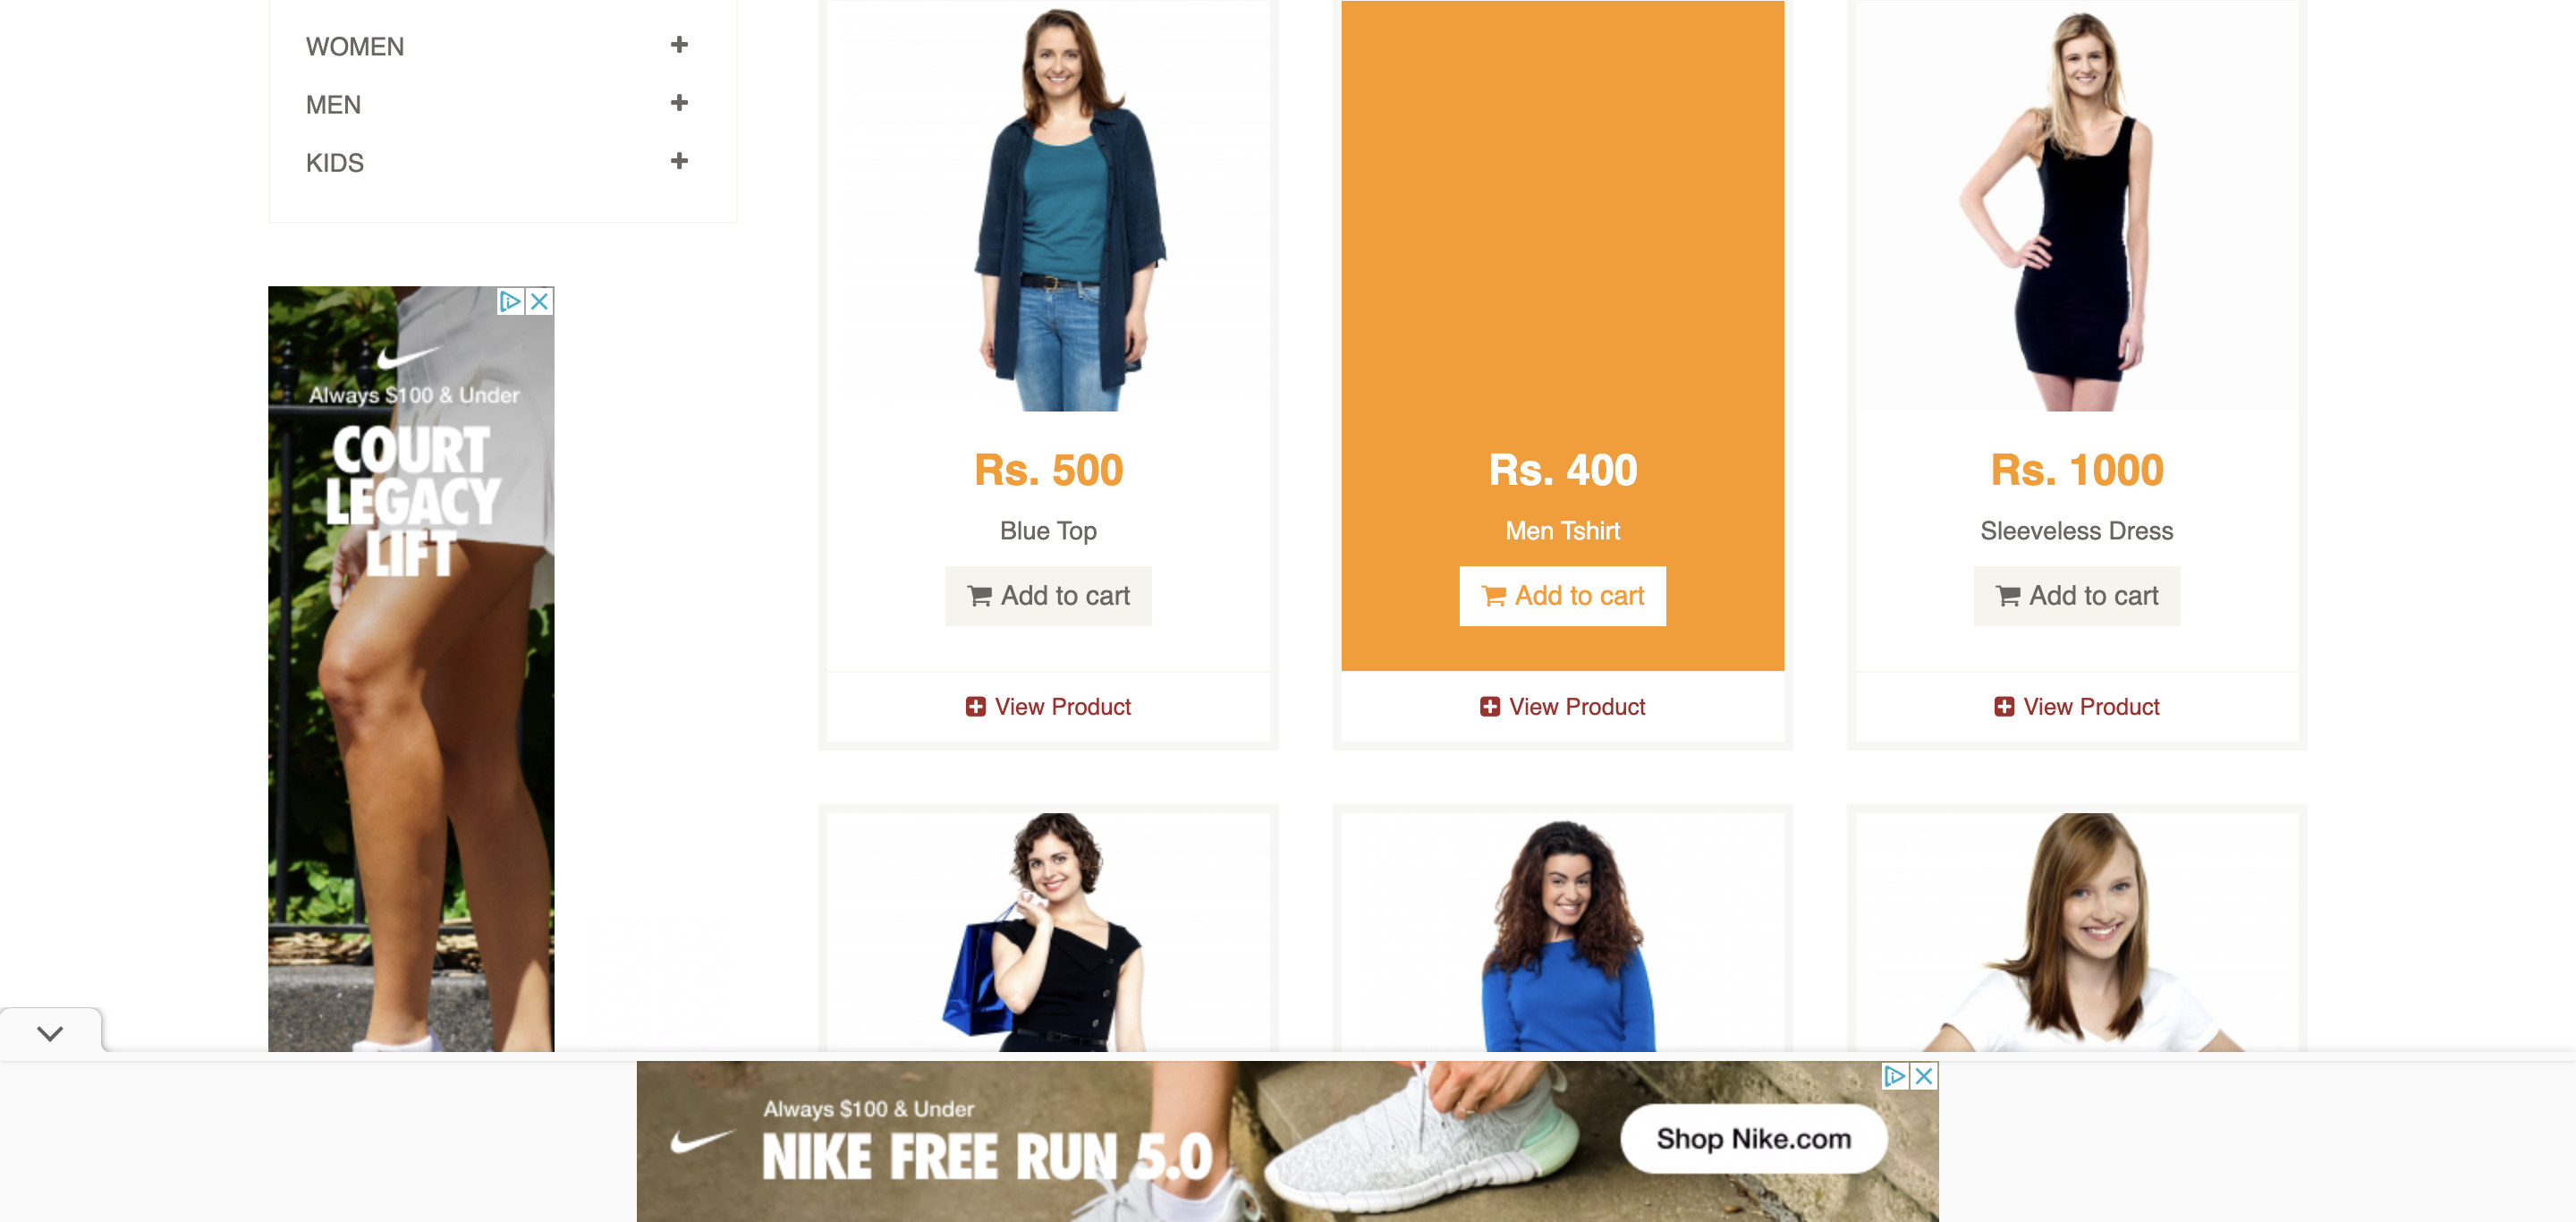 WOMEN
MEN
KIDS
Always $100 & Under
COURT
LEGACY
LIFT
Rs. 500
Blue Top
Add to cart
View Product
Rs. 400
Men Tshirt
Add to cart
View Product
Rs. 1000
Sleeveless Dress
Add to cart
View Product
Always $100 & Under
NIKE FREE RUN 5.0
Shop Nike.com